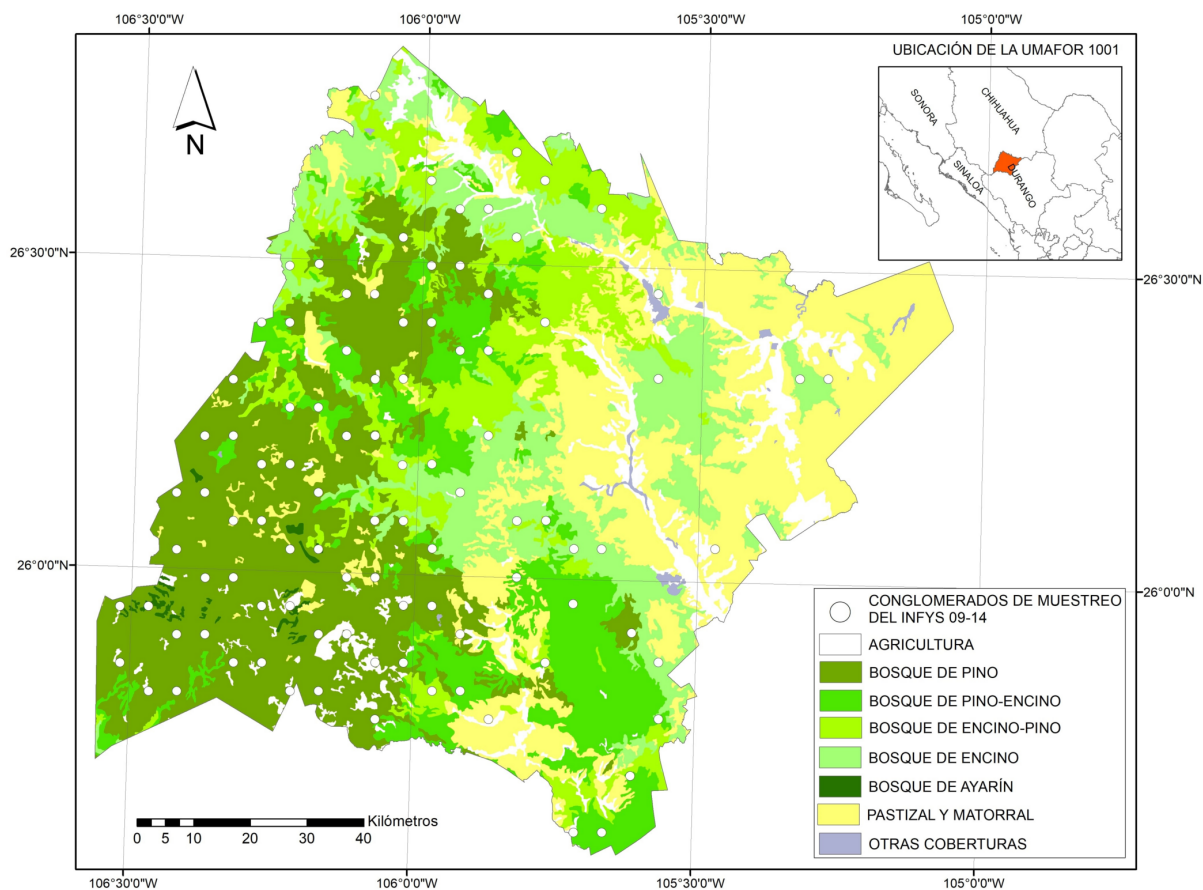 106°30'0"W
106°0'0"W
105°30'0"W
105°0'0"W
UBICACIÓN DE LA UMAFOR 1001
SONORA
CHIHUAHUA
SINALOA
DURANGO
N
26°30'0"N
26°30'0"N
26°0'0"N
26°0'0"N
CONGLOMERADOS DE MUESTREO
DEL INFYS 09-14
AGRICULTURA
BOSQUE DE PINO
BOSQUE DE PINO-ENCINO
BOSQUE DE ENCINO-PINO
BOSQUE DE ENCINO
BOSQUE DE AYARÍN
PASTIZAL Y MATORRAL
OTRAS COBERTURAS
Kilómetros
0 5 10 20 30 40
106°30'0"W
106°0'0"W
105°30'0"W
105°0'0"W